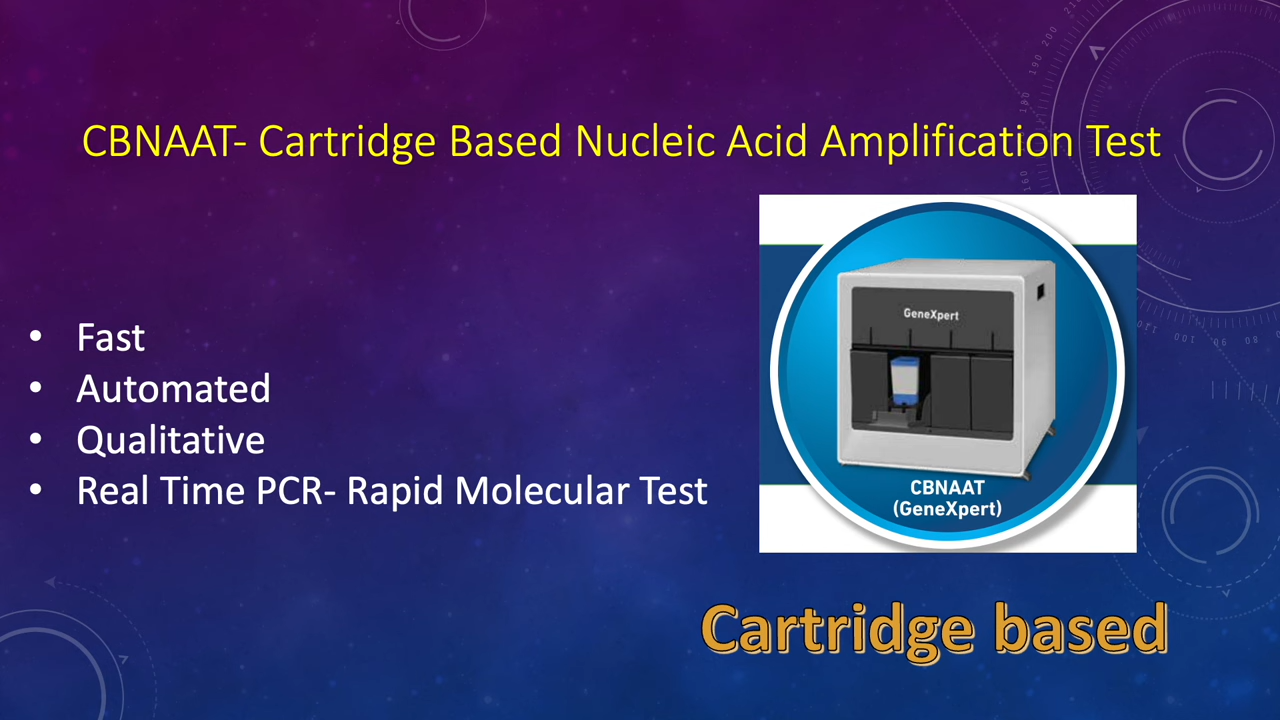 CBNAAT- Cartridge Based Nucleic Acid Amplification Test
• Fast
• Automated
• Qualitative
• Real Time PCR- Rapid Molecular Test
GeneXpert
CBNAAT
(GeneXpert)
Cartridge based